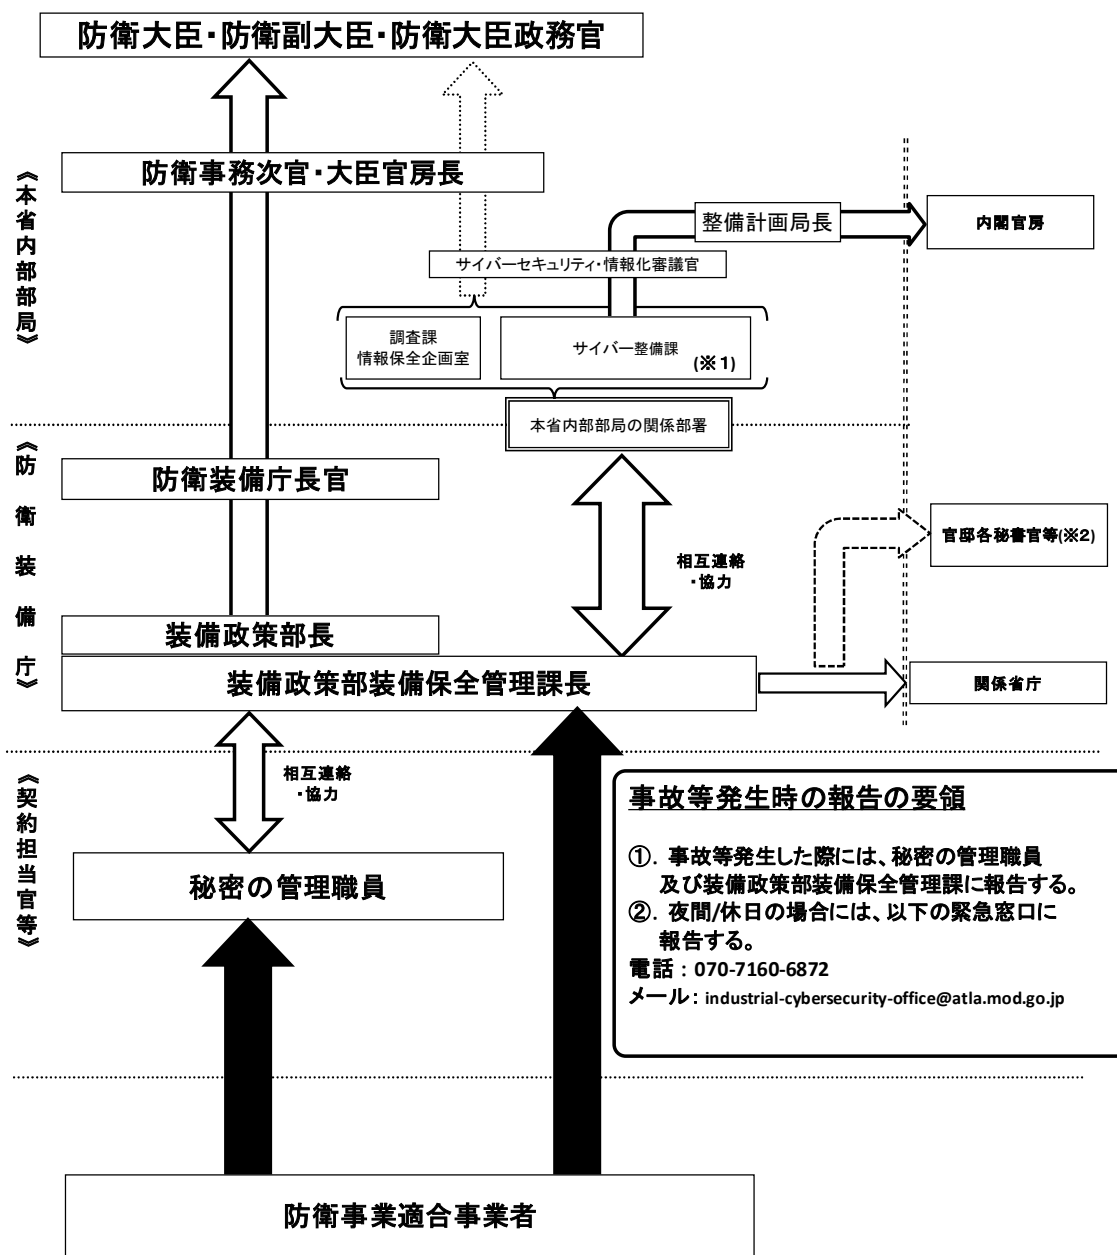 防衛大臣・防衛副大臣・防衛大臣政務官
防衛事務次官・大臣官房長
《本省内部部局》
整備計画局長
内閣官房
サイバーセキュリティ・情報化審議官
調査課
情報保全企画室
サイバー整備課
(※1)
本省内部部局の関係部署
《防衛装備庁》
防衛装備庁長官
官邸各秘書官等(※2)
相互連絡
・協力
装備政策部長
装備政策部装備保全管理課長
関係省庁
《契約担当官等》
相互連絡
・協力
秘密の管理職員
事故等発生時の報告の要領
①. 事故等発生した際には、秘密の管理職員
及び装備政策部装備保全管理課に報告する。
②. 夜間/休日の場合には、以下の緊急窓口に
報告する。
電話：070-7160-6872
メール：industrial-cybersecurity-office@atla.mod.go.jp
防衛事業適合事業者